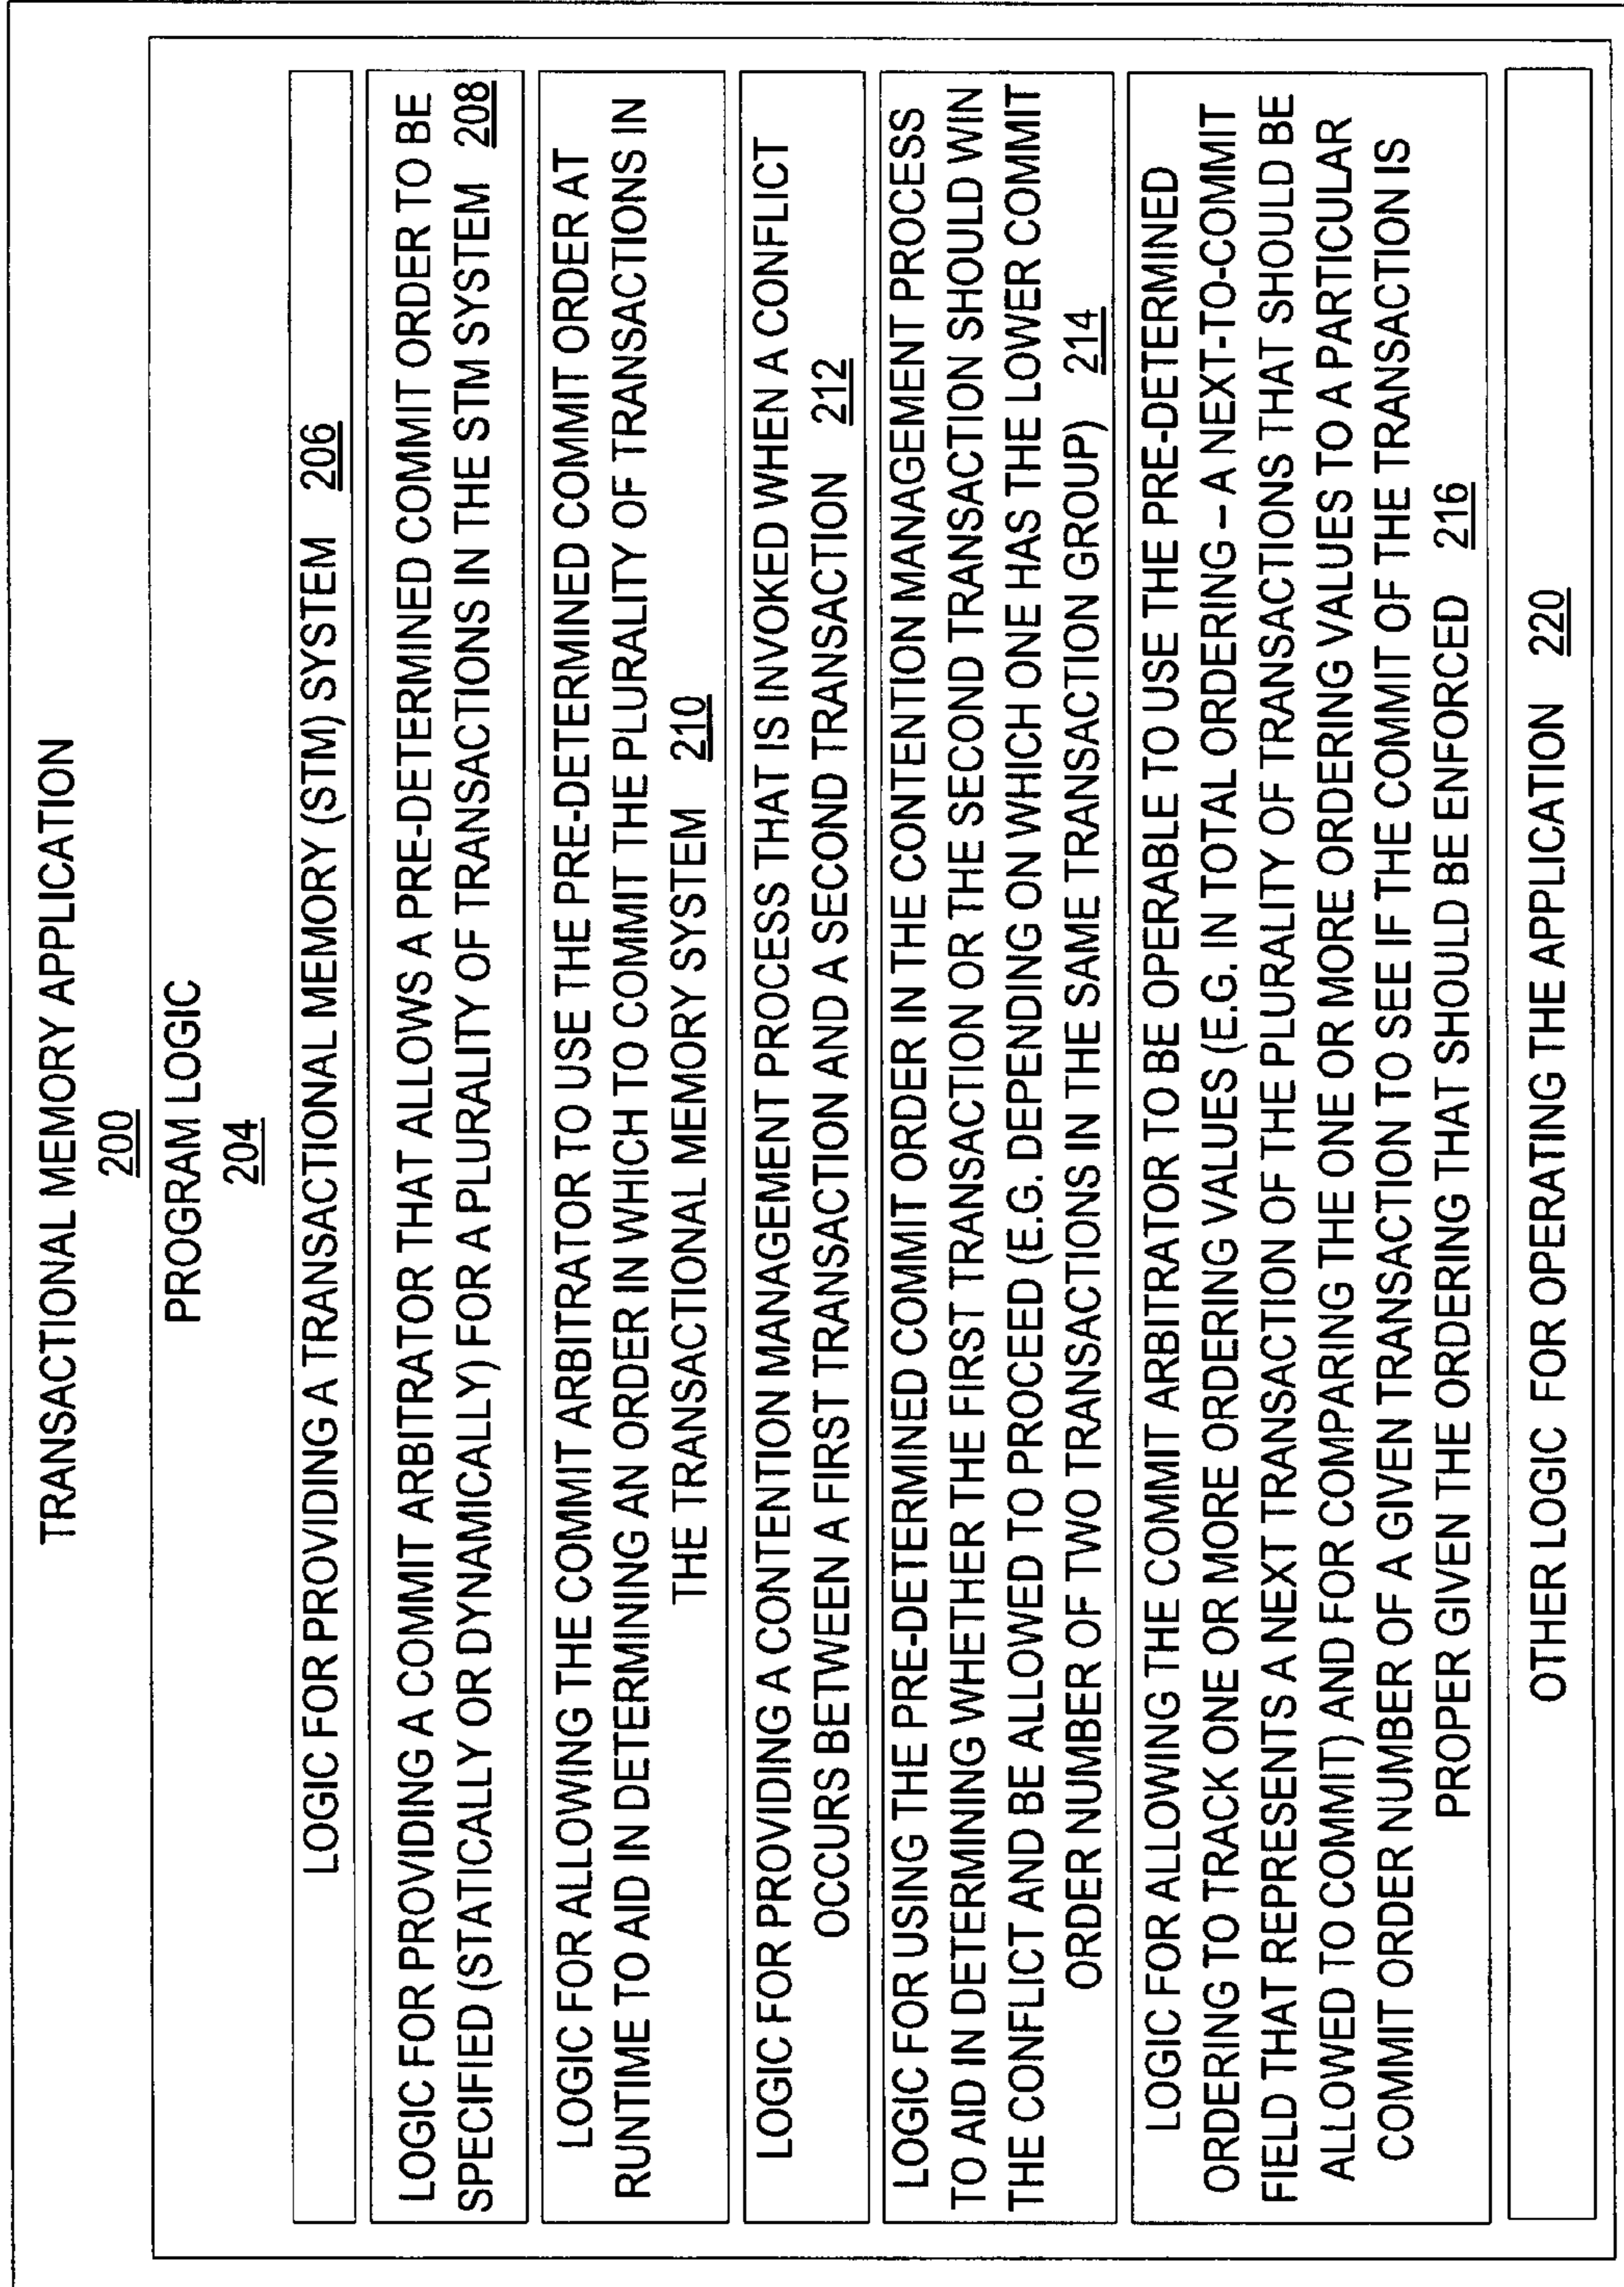 TRANSACTIONAL MEMORY APPLICATION
200
PROGRAM LOGIC
204
LOGIC FOR PROVIDING A TRANSACTIONAL MEMORY (STM) SYSTEM 206
LOGIC FOR PROVIDING A COMMIT ARBITRATOR THAT ALLOWS A PRE-DETERMINED COMMIT ORDER TO BE
SPECIFIED (STATICALLY OR DYNAMICALLY) FOR A PLURALITY OF TRANSACTIONS IN THE STM SYSTEM 208
LOGIC FOR ALLOWING THE COMMIT ARBITRATOR TO USE THE PRE-DETERMINED COMMIT ORDER AT
RUNTIME TO AID IN DETERMINING AN ORDER IN WHICH TO COMMIT THE PLURALITY OF TRANSACTIONS IN
THE TRANSACTIONAL MEMORY SYSTEM 210
LOGIC FOR PROVIDING A CONTENTION MANAGEMENT PROCESS THAT IS INVOKED WHEN A CONFLICT
OCCURS BETWEEN A FIRST TRANSACTION AND A SECOND TRANSACTION 212
LOGIC FOR USING THE PRE-DETERMINED COMMIT ORDER IN THE CONTENTION MANAGEMENT PROCESS
TO AID IN DETERMINING WHETHER THE FIRST TRANSACTION OR THE SECOND TRANSACTION SHOULD WIN
THE CONFLICT AND BE ALLOWED TO PROCEED (E.G. DEPENDING ON WHICH ONE HAS THE LOWER COMMIT
ORDER NUMBER OF TWO TRANSACTIONS IN THE SAME TRANSACTION GROUP) 214
LOGIC FOR ALLOWING THE COMMIT ARBITRATOR TO BE OPERABLE TO USE THE PRE-DETERMINED
ORDERING TO TRACK ONE OR MORE ORDERING VALUES (E.G. IN TOTAL ORDERING – A NEXT-TO-COMMIT
FIELD THAT REPRESENTS A NEXT TRANSACTION OF THE PLURALITY OF TRANSACTIONS THAT SHOULD BE
ALLOWED TO COMMIT) AND FOR COMPARING THE ONE OR MORE ORDERING VALUES TO A PARTICULAR
COMMIT ORDER NUMBER OF A GIVEN TRANSACTION TO SEE IF THE COMMIT OF THE TRANSACTION IS
PROPER GIVEN THE ORDERING THAT SHOULD BE ENFORCED 216
OTHER LOGIC FOR OPERATING THE APPLICATION 220